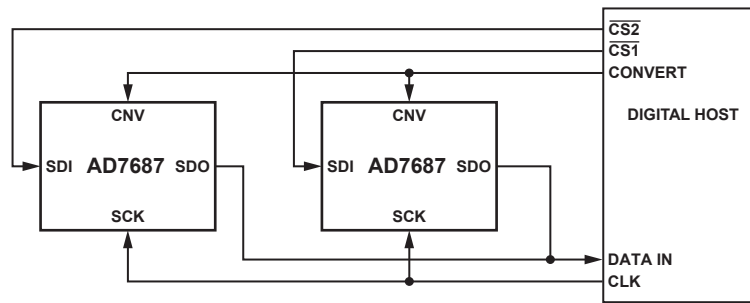 CS2
CS1
CONVERT
CNV
CNV
DIGITAL HOST
SDI AD7687 SDO
SDI AD7687 SDO
SCK
SCK
DATA IN
CLK